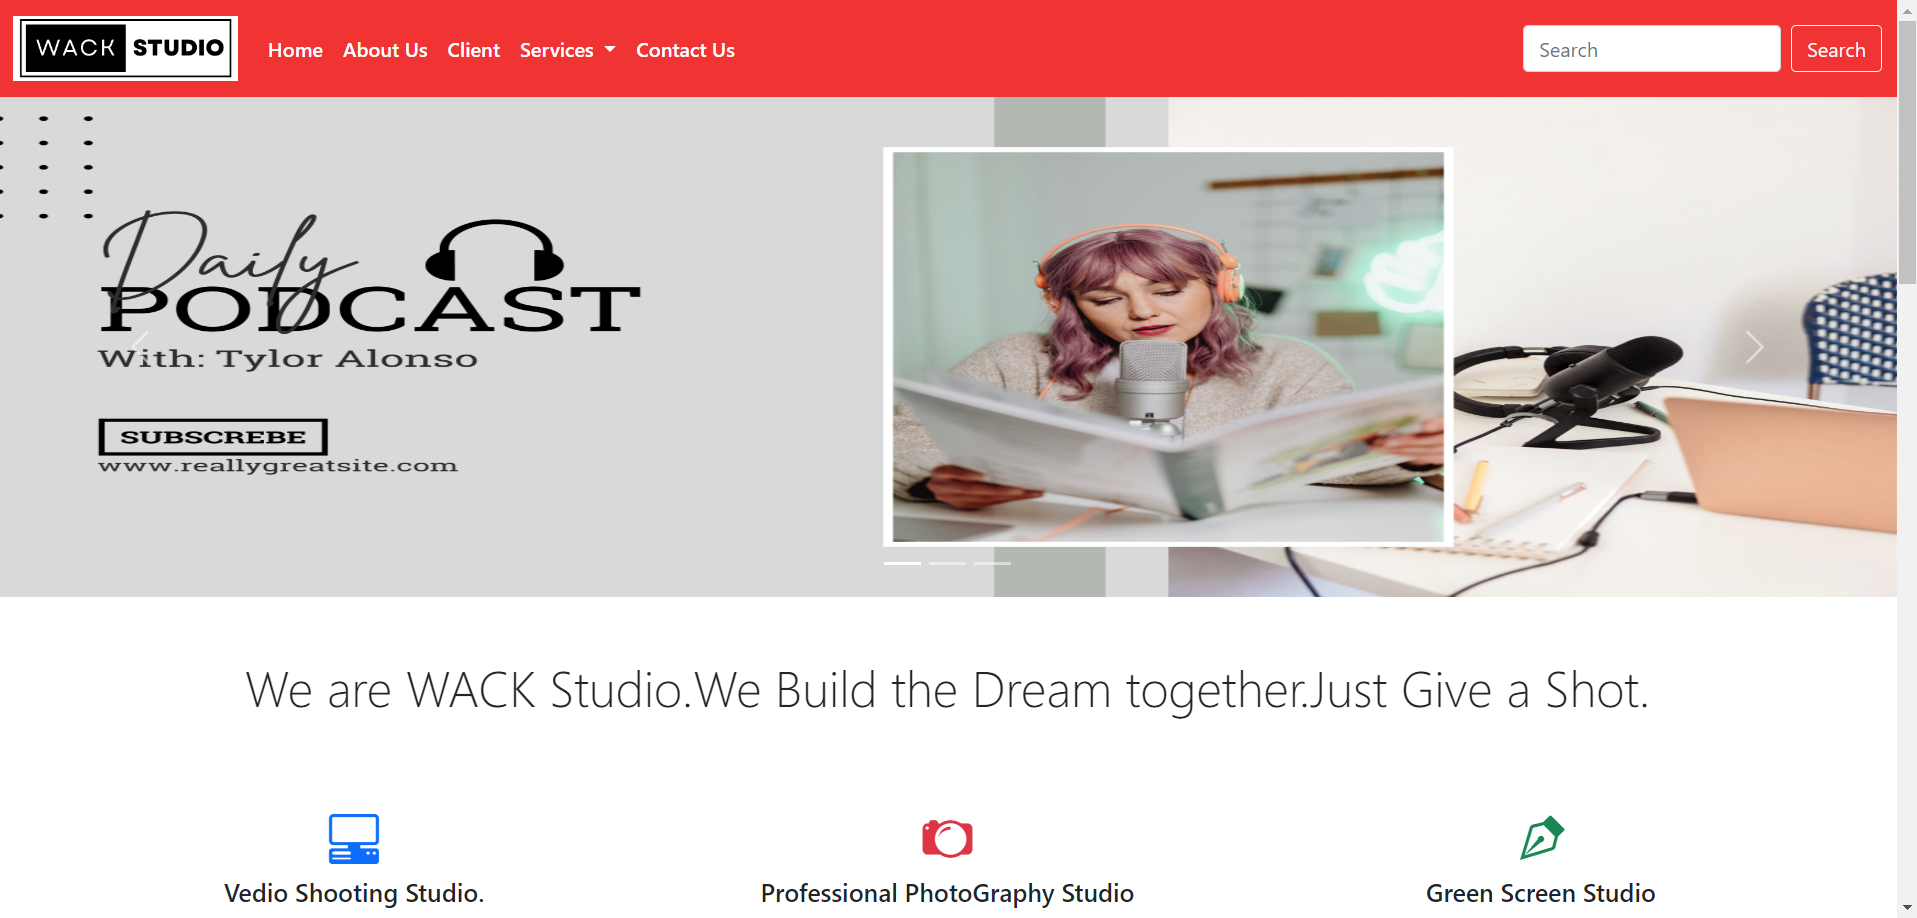 WACK STUDIO
Home About Us Client Services Contact Us
Search Search
Daily
PODCAST
With: Tylor Alonso
SUBSCREBE
www.reallygreatsite.com
We are WACK Studio.We Build the Dream together.Just Give a Shot.
Vedio Shooting Studio.
Professional PhotoGraphy Studio
Green Screen Studio